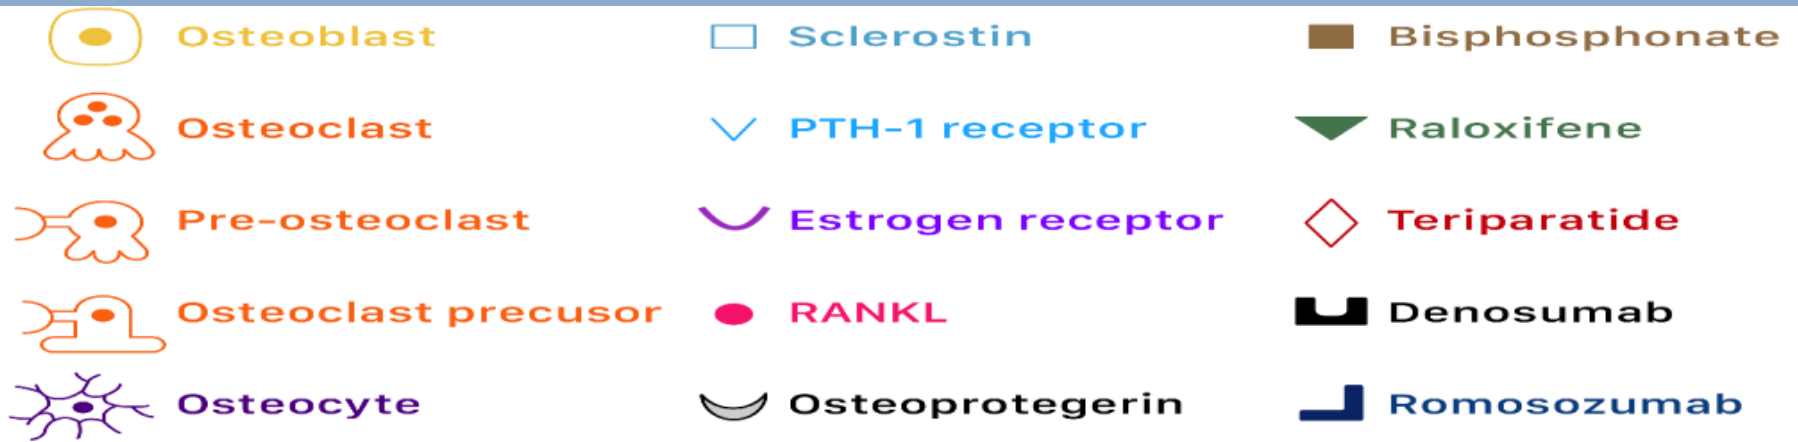 Osteoblast
Sclerostin
Bisphosphonate
Osteoclast
PTH-1 receptor
Raloxifene
Pre-osteoclast
Estrogen receptor
Teriparatide
Osteoclast precusor
RANKL
Denosumab
Osteocyte
Osteoprotegerin
Romosozumab